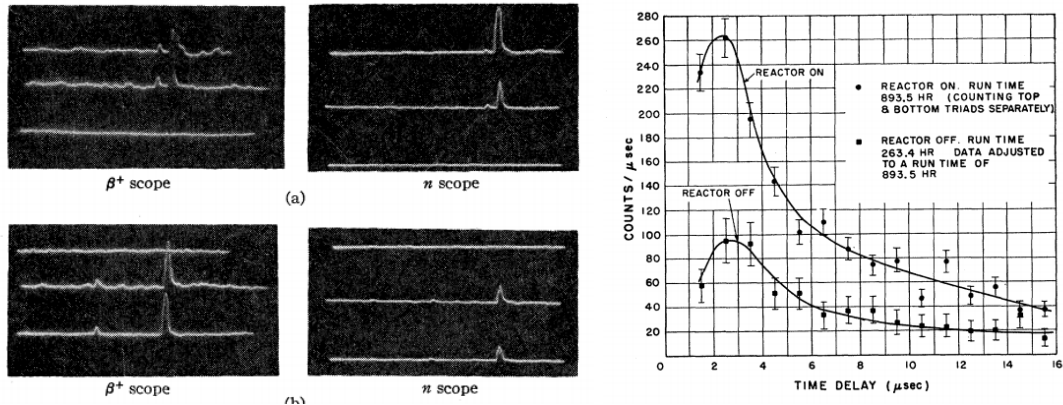 β+ scope
n scope
(a)
β+ scope
n scope
(b)
COUNTS/μsec
280
260
240
220
200
180
160
140
120
100
80
60
40
20
REACTOR ON
REACTOR OFF
REACTOR ON. RUN TIME
893.5 HR (COUNTING TOP
& BOTTOM TRIADS SEPARATELY)
REACTOR OFF. RUN TIME
263.4 HR DATA ADJUSTED
TO A RUN TIME OF
893.5 HR
0 2 4 6 8 10 12 14 16
TIME DELAY (μsec)